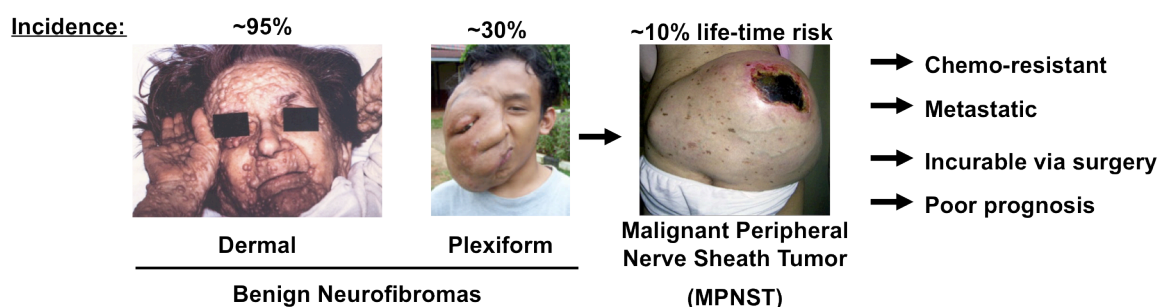 Incidence:
~95%
~30%
~10% life-time risk
Dermal
Plexiform
Benign Neurofibromas
Malignant Peripheral
Nerve Sheath Tumor
(MPNST)
Chemo-resistant
Metastatic
Incurable via surgery
Poor prognosis